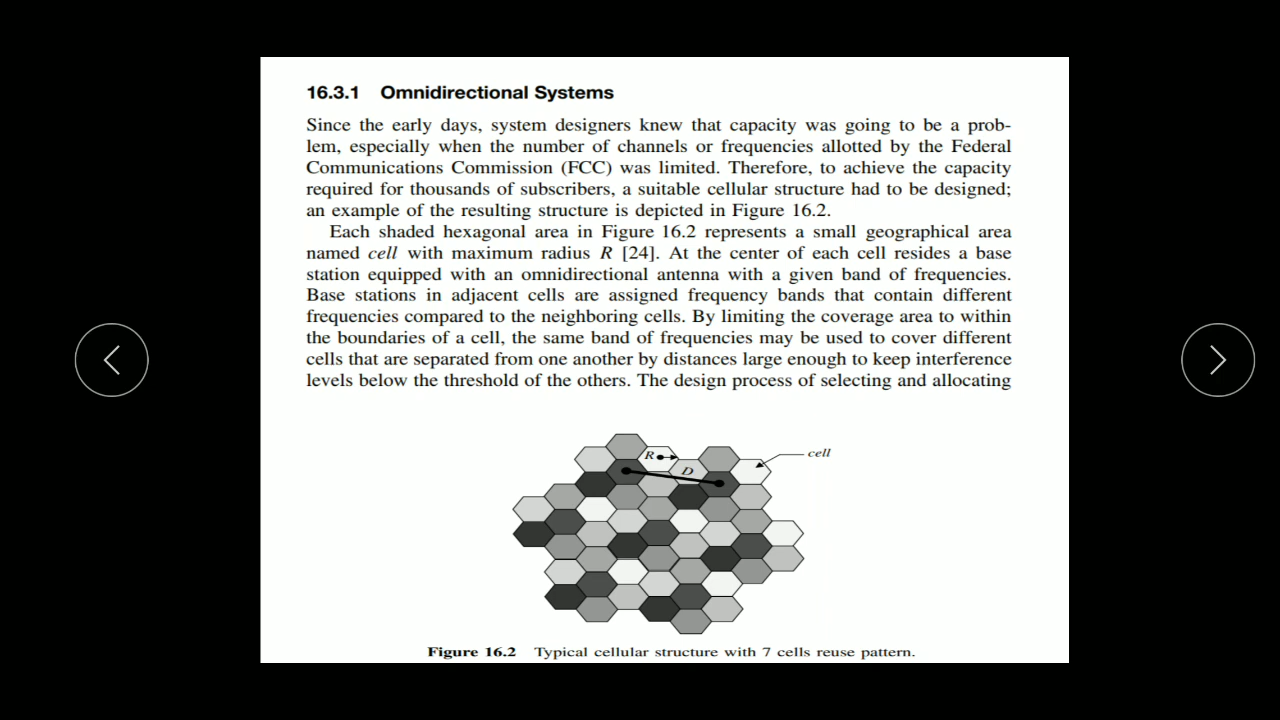 16.3.1 Omnidirectional Systems
Since the early days, system designers knew that capacity was going to be a prob-
lem, especially when the number of channels or frequencies allotted by the Federal
Communications Commission (FCC) was limited. Therefore, to achieve the capacity
required for thousands of subscribers, a suitable cellular structure had to be designed;
an example of the resulting structure is depicted in Figure 16.2.
Each shaded hexagonal area in Figure 16.2 represents a small geographical area
named cell with maximum radius R [24]. At the center of each cell resides a base
station equipped with an omnidirectional antenna with a given band of frequencies.
Base stations in adjacent cells are assigned frequency bands that contain different
frequencies compared to the neighboring cells. By limiting the coverage area to within
the boundaries of a cell, the same band of frequencies may be used to cover different
cells that are separated from one another by distances large enough to keep interference
levels below the threshold of the others. The design process of selecting and allocating
R
D
cell
Figure 16.2 Typical cellular structure with 7 cells reuse pattern.